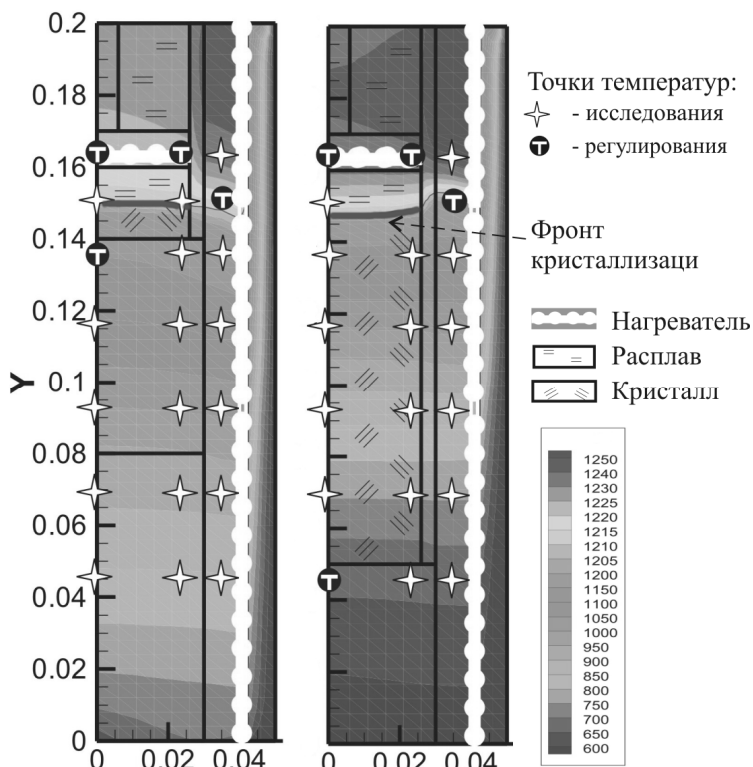 0.2
0.18
0.16
0.14
0.12
Y
0.1
0.08
0.06
0.04
0.02
0
0 0.02 0.04
0 0.02 0.04
T T T T
T T T T
Точки температур:
- исследования
T - регулирования
Фронт
кристаллизаци
Нагреватель
Расплав
Кристалл
1250
1240
1230
1225
1220
1215
1210
1205
1200
1150
1100
1050
1000
950
900
850
800
750
700
650
600